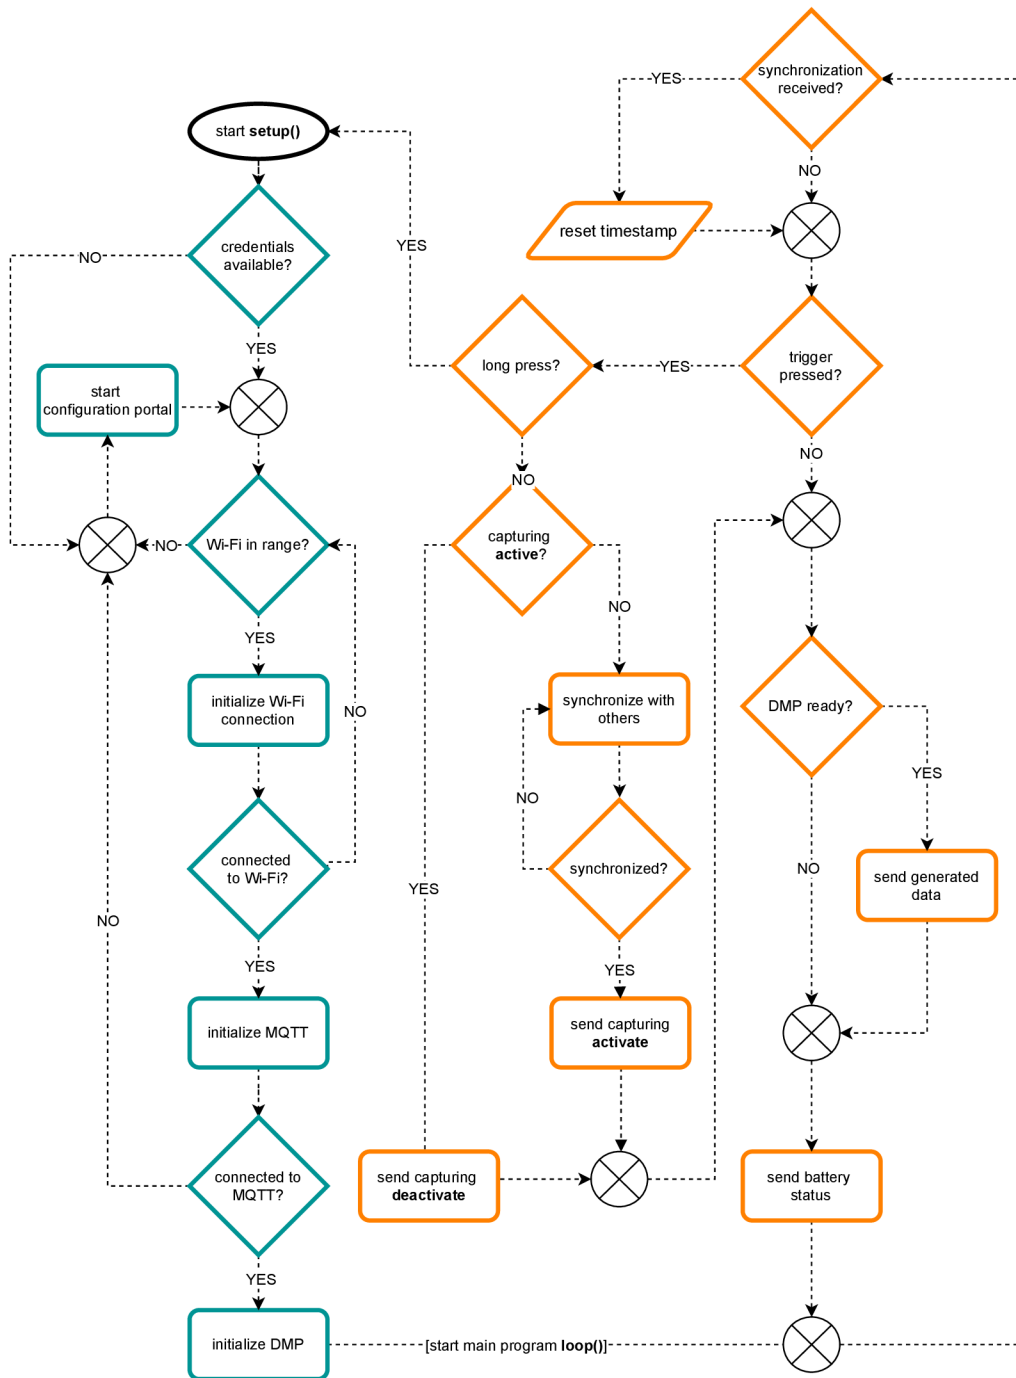 synchronization
received?
YES
NO
reset timestamp
start setup()
credentials
available?
NO
YES
start
configuration portal
Wi-Fi in range?
NO
YES
initialize Wi-Fi
connection
NO
connected
to Wi-Fi?
YES
NO
initialize MQTT
connected to
MQTT?
YES
initialize DMP
[start main program loop()]
YES
long press?
YES
trigger
pressed?
NO
NO
capturing
active?
NO
YES
synchronize with
others
NO
synchronized?
YES
send capturing
activate
send capturing
deactivate
DMP ready?
YES
NO
send generated
data
send battery
status